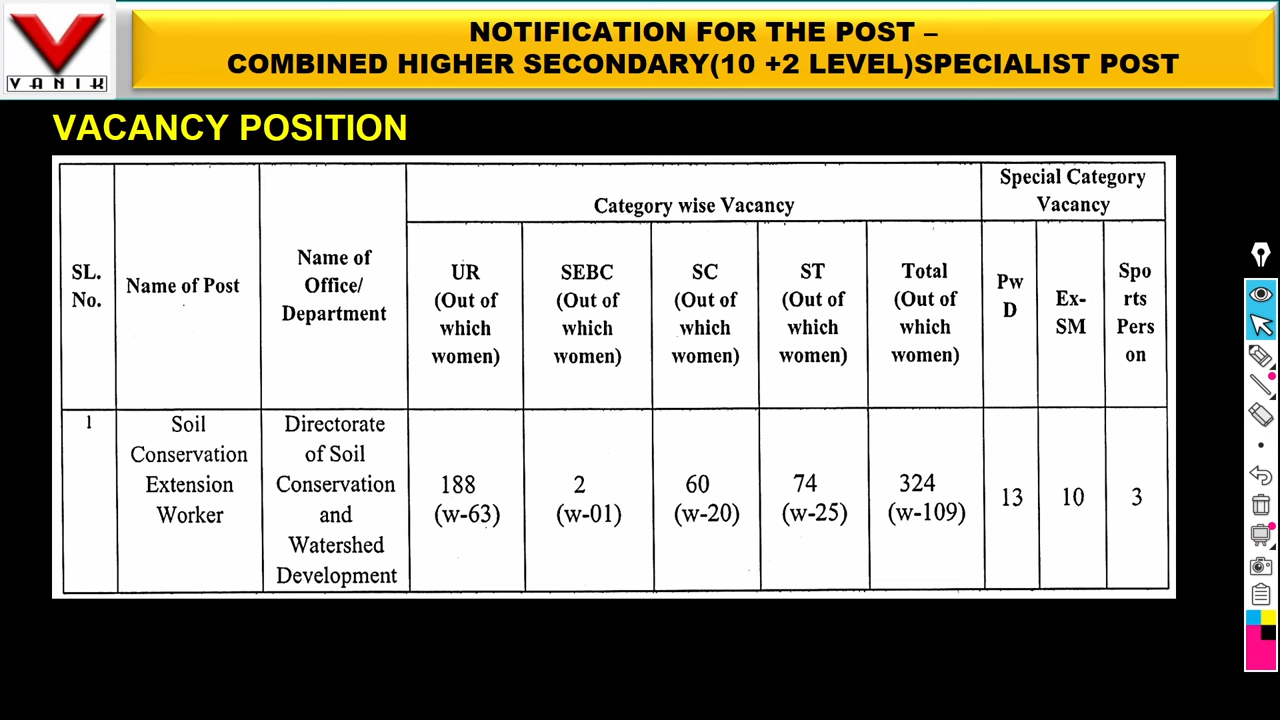 VANIK
NOTIFICATION FOR THE POST –
COMBINED HIGHER SECONDARY(10 +2 LEVEL)SPECIALIST POST
VACANCY POSITION
SL.
No.
Name of Post
Name of
Office/
Department
Category wise Vacancy
UR
(Out of
which
women)
SEBC
(Out of
which
women)
SC
(Out of
which
women)
ST
(Out of
which
women)
Total
(Out of
which
women)
Special Category
Vacancy
Pw
D
Ex-
SM
Spo
rts
Pers
on
1
Soil
Conservation
Extension
Worker
Directorate
of Soil
Conservation
and
Watershed
Development
188
(w-63)
2
(w-01)
60
(w-20)
74
(w-25)
324
(w-109)
13
10
3